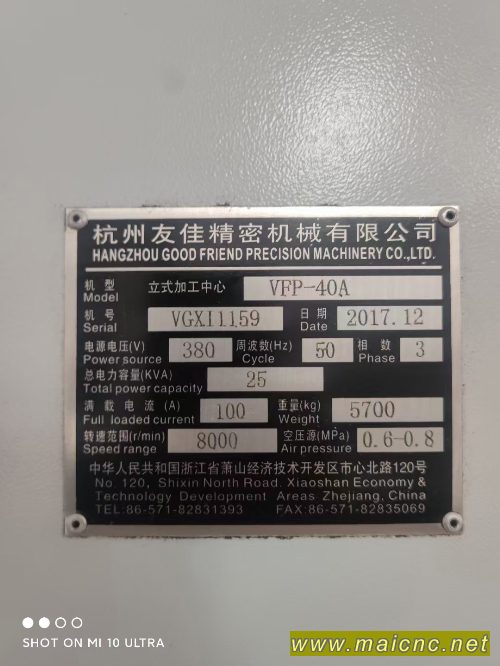 杭州友佳精密机械有限公司
HANGZHOU GOOD FRIEND PRECISION MACHINERY CO.,LTD.
机型 立式加工中心 VFP-40A
Model
机号 VGXI1159 日期 2017.12
Serial Date
电源电压(V) 380 周波数(Hz) 50 相数 3
Power source Cycle Phase
总电力容量(KVA) 25
Total power capacity
满载电流(A) 100 重量(kg) 5700
Full loaded current Weight
转速范围(r/min) 8000 空压源(MPa) 0.6-0.8
Speed range Air pressure
中华人民共和国浙江省萧山经济技术开发区市心北路120号
No. 120, Shixin North Road. Xiaoshan Economy &
Technology Development Areas Zhejiang, China
TEL:86-571-82831393 FAX:86-571-82835069
SHOT ON MI 10 ULTRA
www.maicnc.net